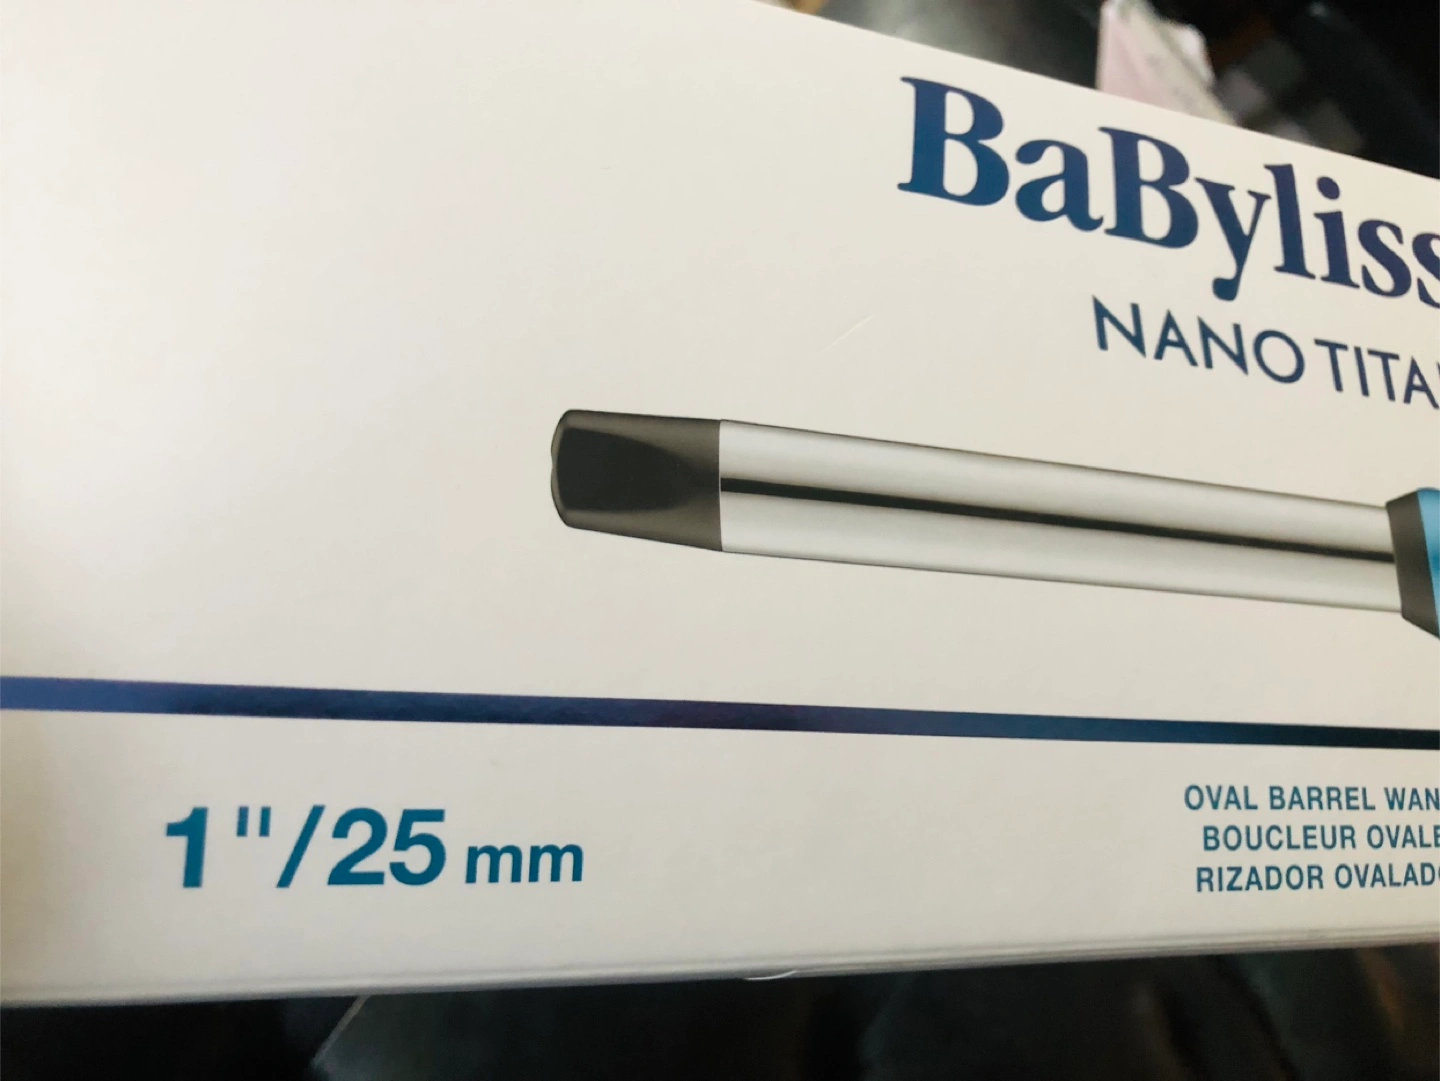 BaByliss
NANO TITA
1"/25 mm
OVAL BARREL WAN
BOUCLEUR OVALE
RIZADOR OVALADO